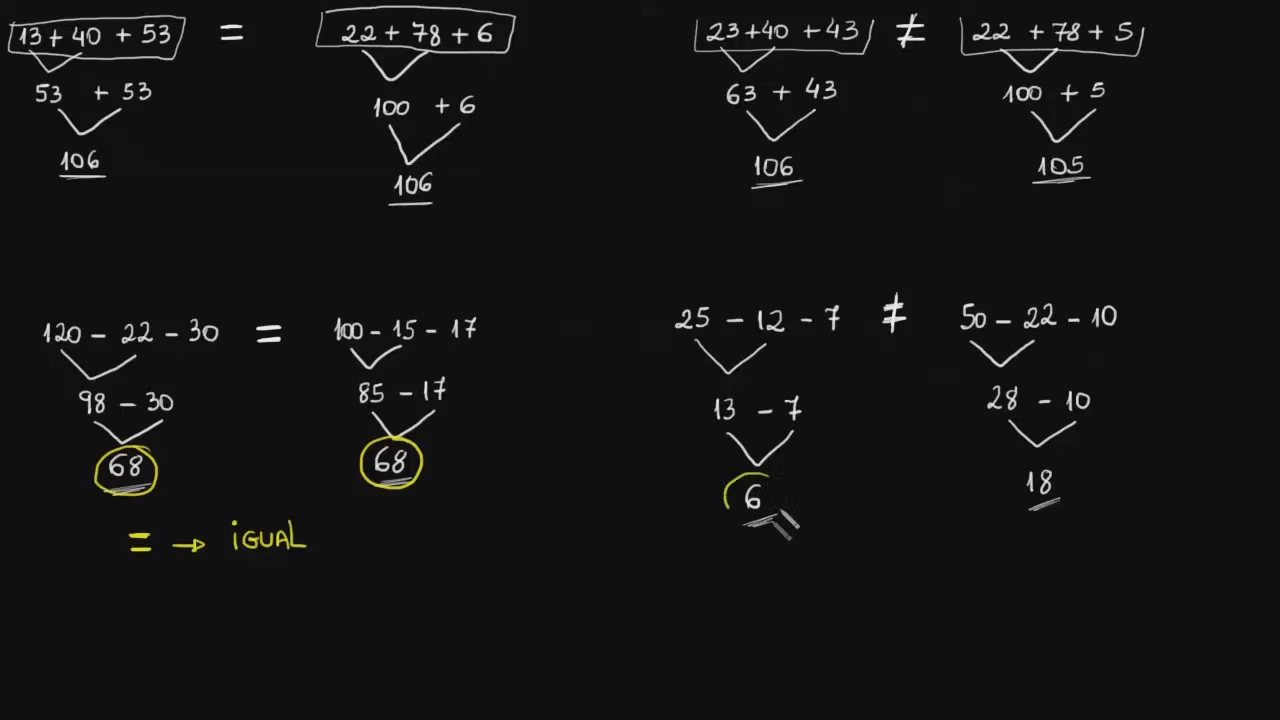 13 + 40 + 53 = 22 + 78 + 6
53 + 53
100 + 6
106
106
23 + 40 + 43 ≠ 22 + 78 + 5
63 + 43
100 + 5
106
105
120 - 22 - 30 = 100 - 15 - 17
98 - 30
85 - 17
68
68
= → iGUAL
25 - 12 - 7 ≠ 50 - 22 - 10
13 - 7
28 - 10
6
18